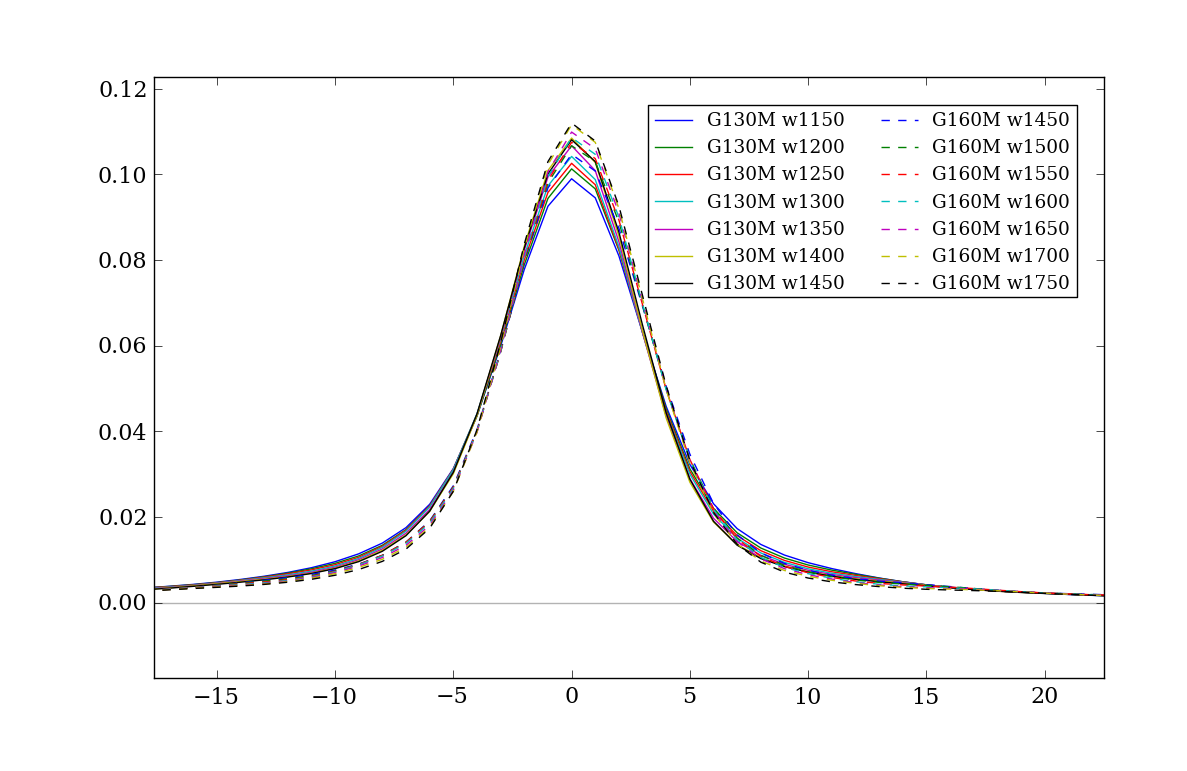 0.12
0.10
0.08
0.06
0.04
0.02
0.00
−15 −10 −5 0 5 10 15 20
G130M w1150 G160M w1450
G130M w1200 G160M w1500
G130M w1250 G160M w1550
G130M w1300 G160M w1600
G130M w1350 G160M w1650
G130M w1400 G160M w1700
G130M w1450 G160M w1750